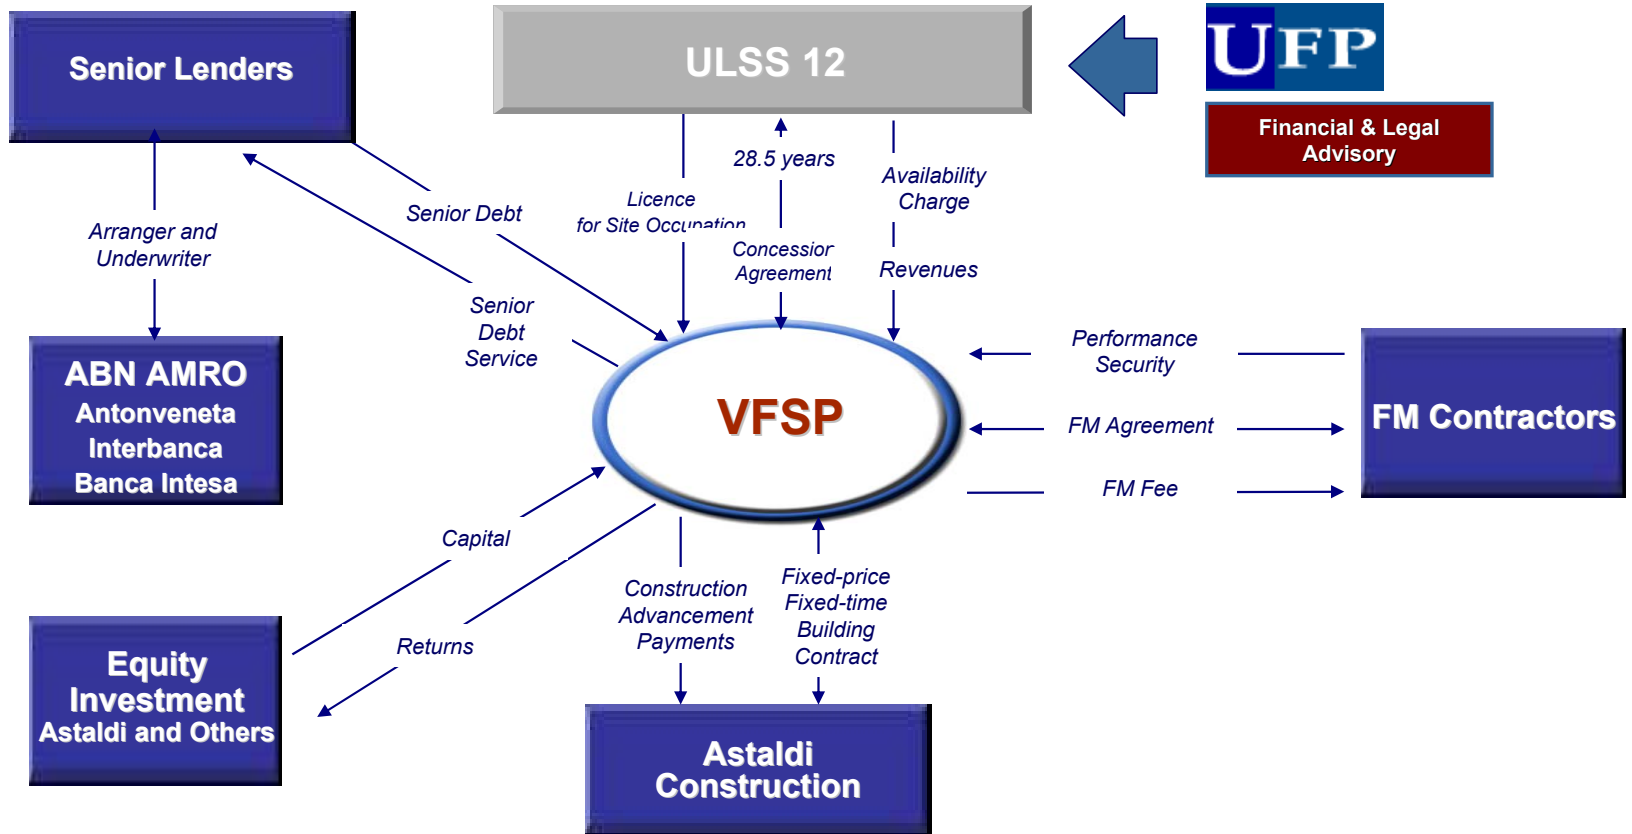 Senior Lenders
ULSS 12
UFP
Financial & Legal
Advisory
28.5 years
Availability
Charge
Licence
for Site Occupation
Senior Debt
Arranger and
Underwriter
Concession
Agreement
Revenues
Senior
Debt
Service
Performance
Security
ABN AMRO
Antonveneta
Interbanca
Banca Intesa
VFSP
FM Agreement
FM Contractors
FM Fee
Capital
Construction
Advancement
Payments
Fixed-price
Fixed-time
Building
Contract
Returns
Equity
Investment
Astaldi and Others
Astaldi
Construction